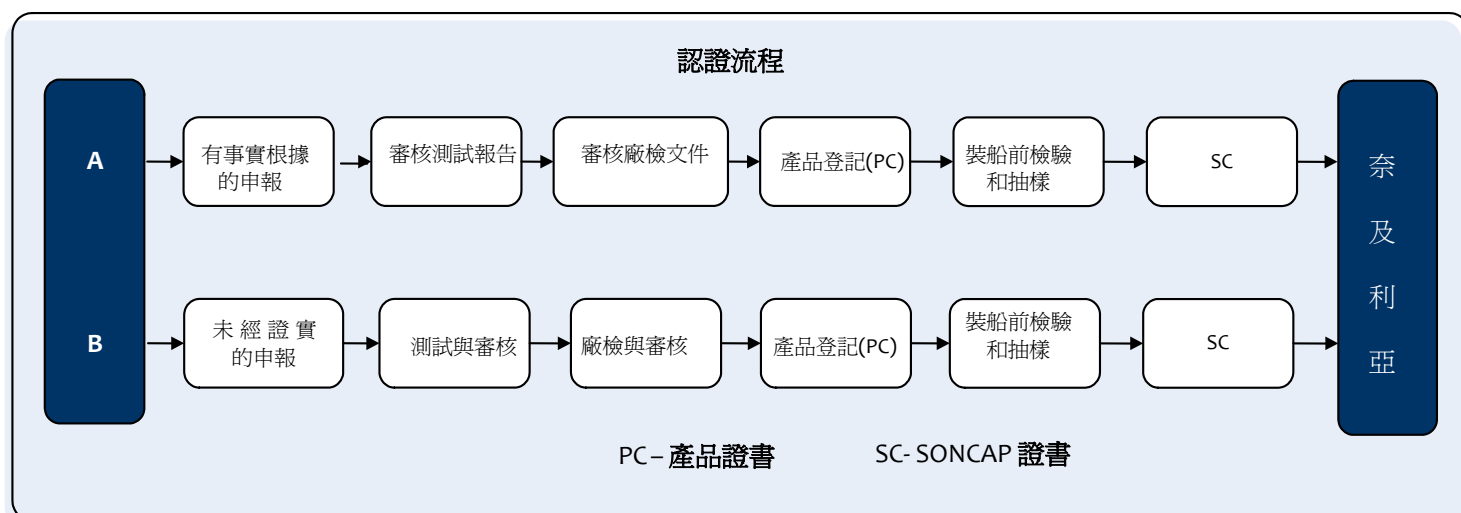 認證流程
A
有事實根據
的申報
審核測試報告
審核廠檢文件
產品登記(PC)
裝船前檢驗
和抽樣
SC
奈
及
利
亞
B
未 經 證 實
的申報
測試與審核
廠檢與審核
產品登記(PC)
裝船前檢驗
和抽樣
SC
PC – 產品證書
SC- SONCAP 證書